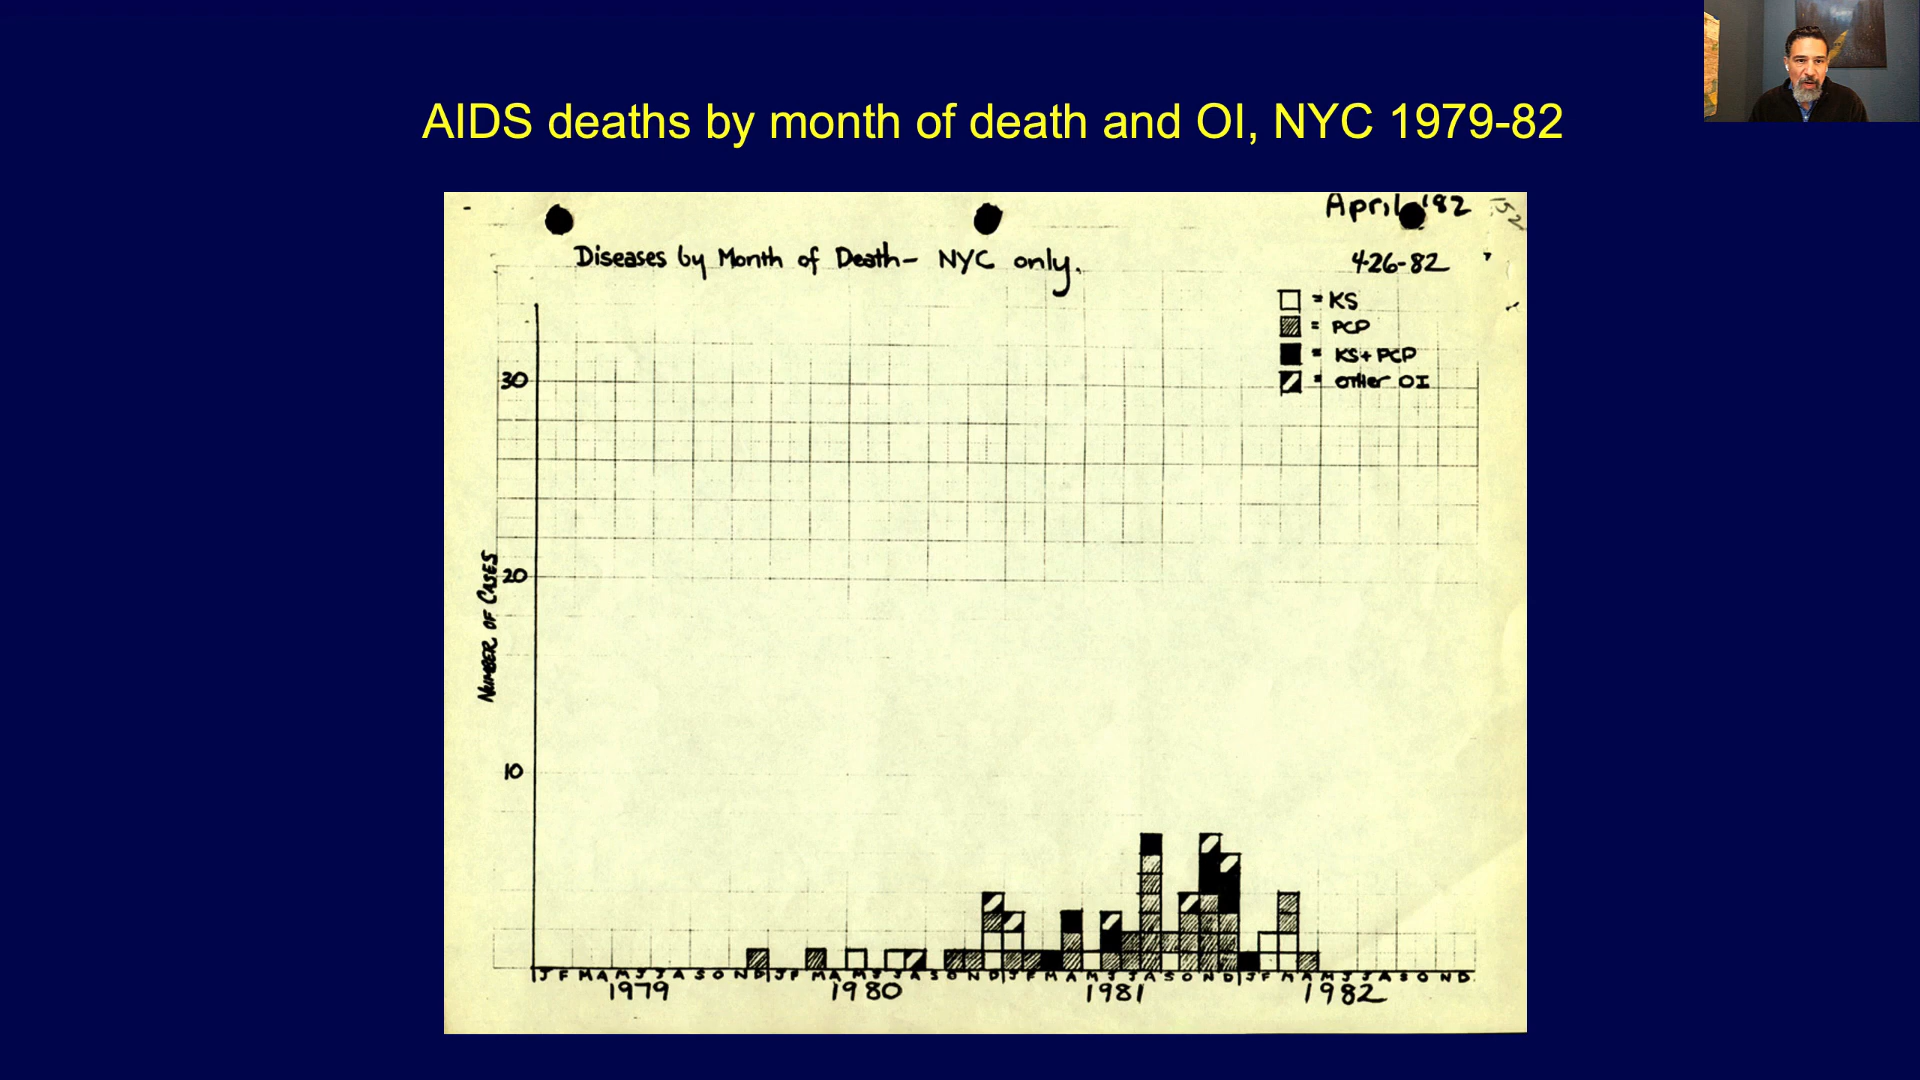 AIDS deaths by month of death and OI, NYC 1979-82
April '82
Diseases by Month of Death- NYC only.
4-26-82
= KS
= PCP
= KS+PCP
= other OI
30
20
10
NUMBER OF CASES
J F M A M J J A S O N D J F M A M J J A S O N D J F M A M J J A S O N D J F M A M J J A S O N D
1979 1980 1981 1982